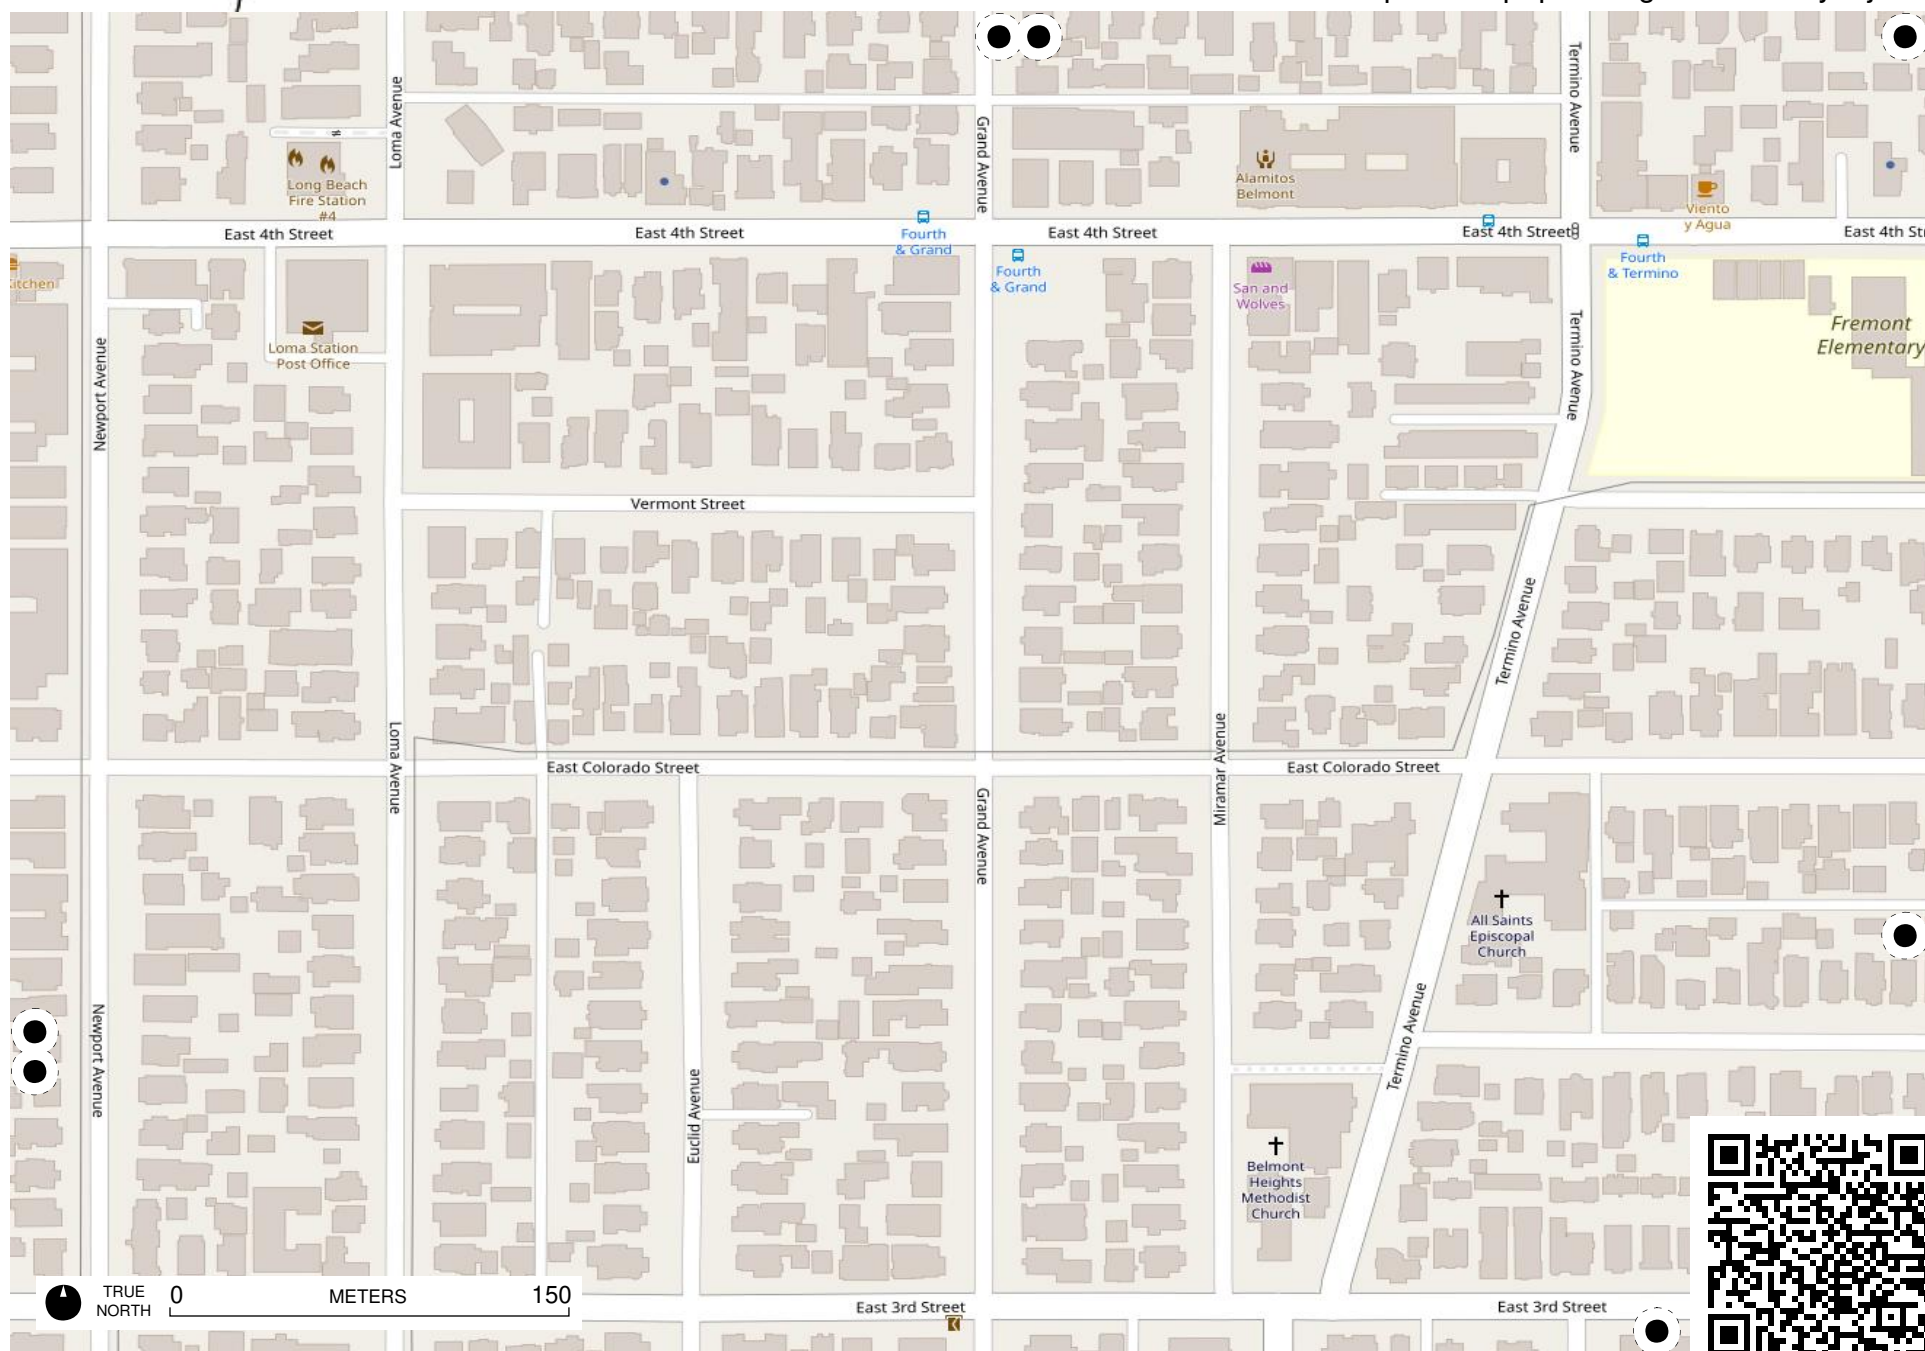 Termino Avenue
Loma Avenue
Grand Avenue
Long Beach
Fire Station
#4
Alamitos
Belmont
Viento
y Agua
East 4th Street
East 4th Street
East 4th Street
East 4th Street
East 4th
Fourth
& Grand
Fourth
& Grand
Fourth
& Termino
San and
Wolves
Fremont
Elementary
Loma Station
Post Office
Newport Avenue
Termino Avenue
Vermont Street
Termino Avenue
Loma Avenue
Miramar Avenue
East Colorado Street
East Colorado Street
Grand Avenue
All Saints
Episcopal
Church
Newport Avenue
Termino Avenue
Euclid Avenue
Belmont
Heights
Methodist
Church
TRUE
NORTH
0 METERS 150
East 3rd Street
East 3rd Street